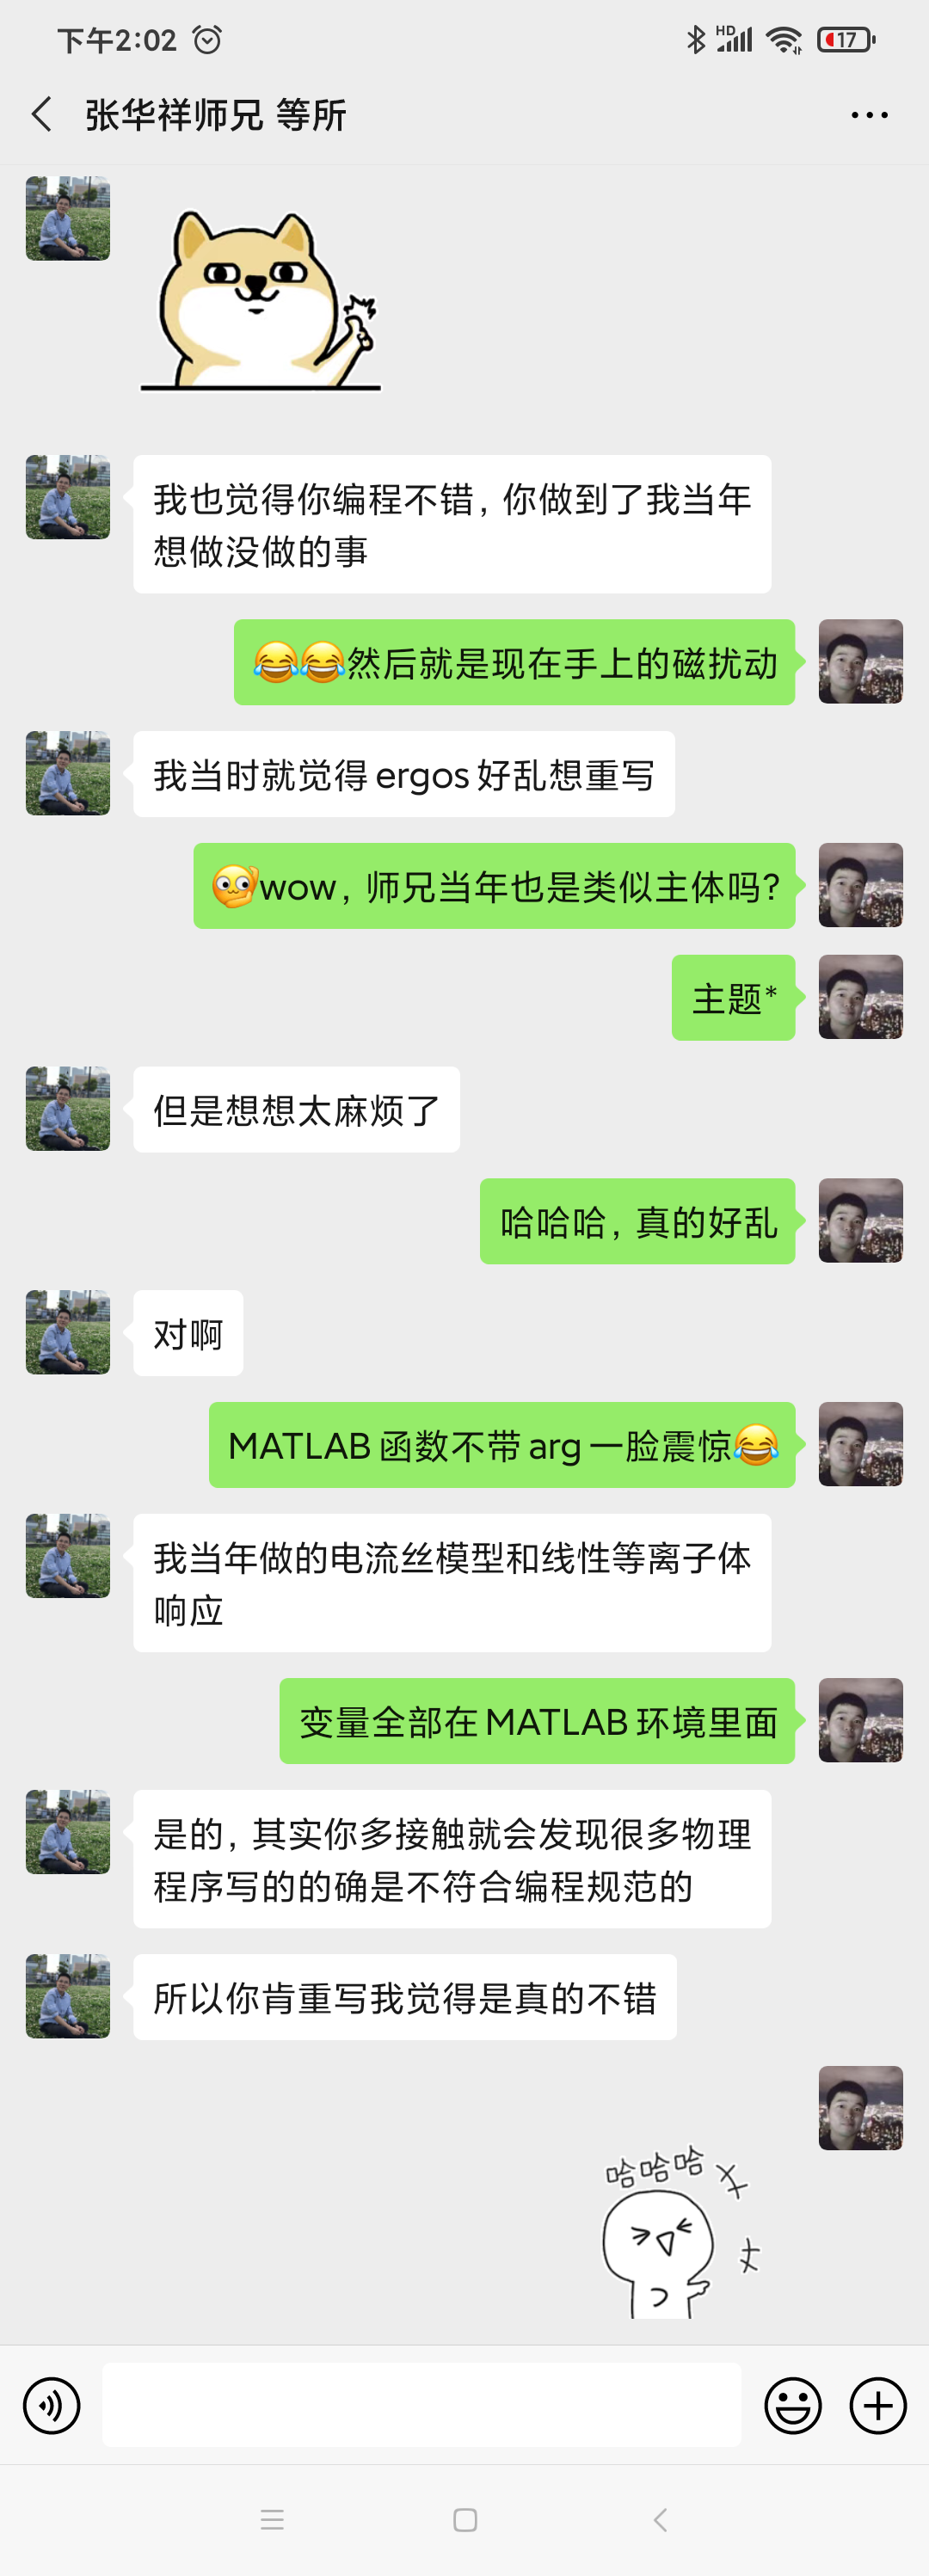 下午2:02
HD
17
张华祥师兄 等所
我也觉得你编程不错, 你做到了我当年
想做没做的事
😂😂然后就是现在手上的磁扰动
我当时就觉得 ergos 好乱想重写
🫣wow, 师兄当年也是类似主体吗?
主题*
但是想想太麻烦了
哈哈哈, 真的好乱
对啊
MATLAB 函数不带 arg 一脸震惊😂
我当年做的电流丝模型和线性等离子体
响应
变量全部在 MATLAB 环境里面
是的, 其实你多接触就会发现很多物理
程序写的的确是不符合编程规范的
所以你肯重写我觉得是真的不错
哈哈哈